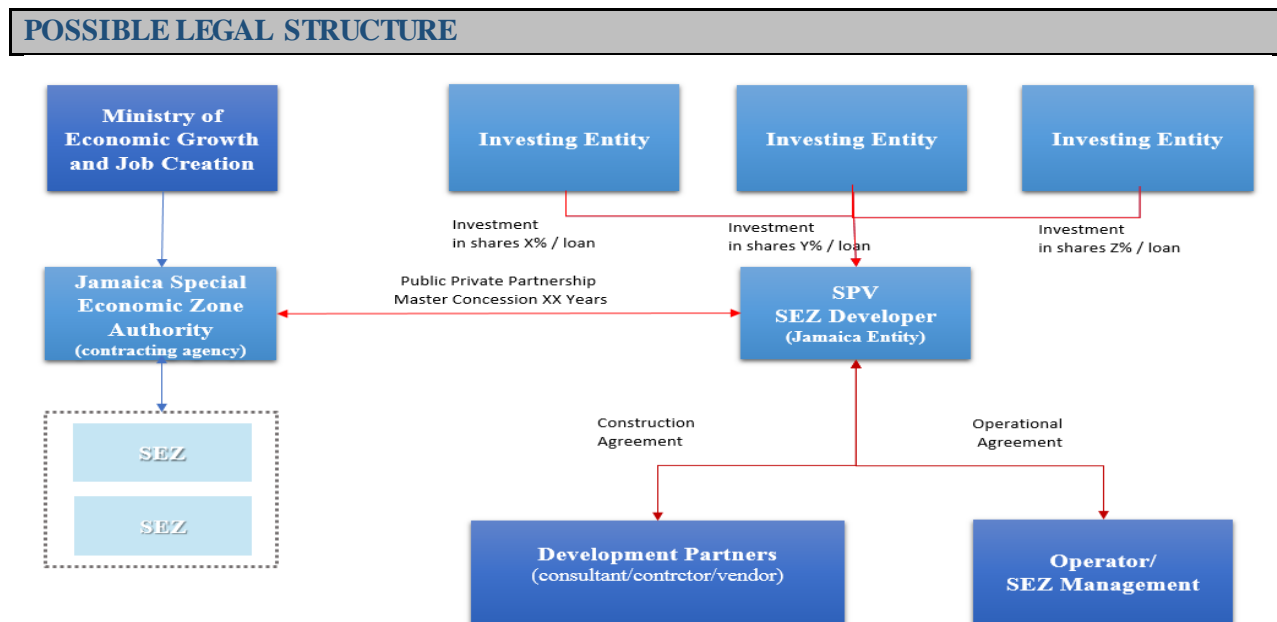 POSSIBLE LEGAL STRUCTURE
Ministry of
Economic Growth
and Job Creation
Investing Entity
Investing Entity
Investing Entity
Investment
in shares X% / loan
Investment
in shares Y% / loan
Investment
in shares Z% / loan
Jamaica Special
Economic Zone
Authority
(contracting agency)
Public Private Partnership
Master Concession XX Years
SPV
SEZ Developer
(Jamaica Entity)
SEZ
SEZ
Construction
Agreement
Operational
Agreement
Development Partners
(consultant/contrctor/vendor)
Operator/
SEZ Management